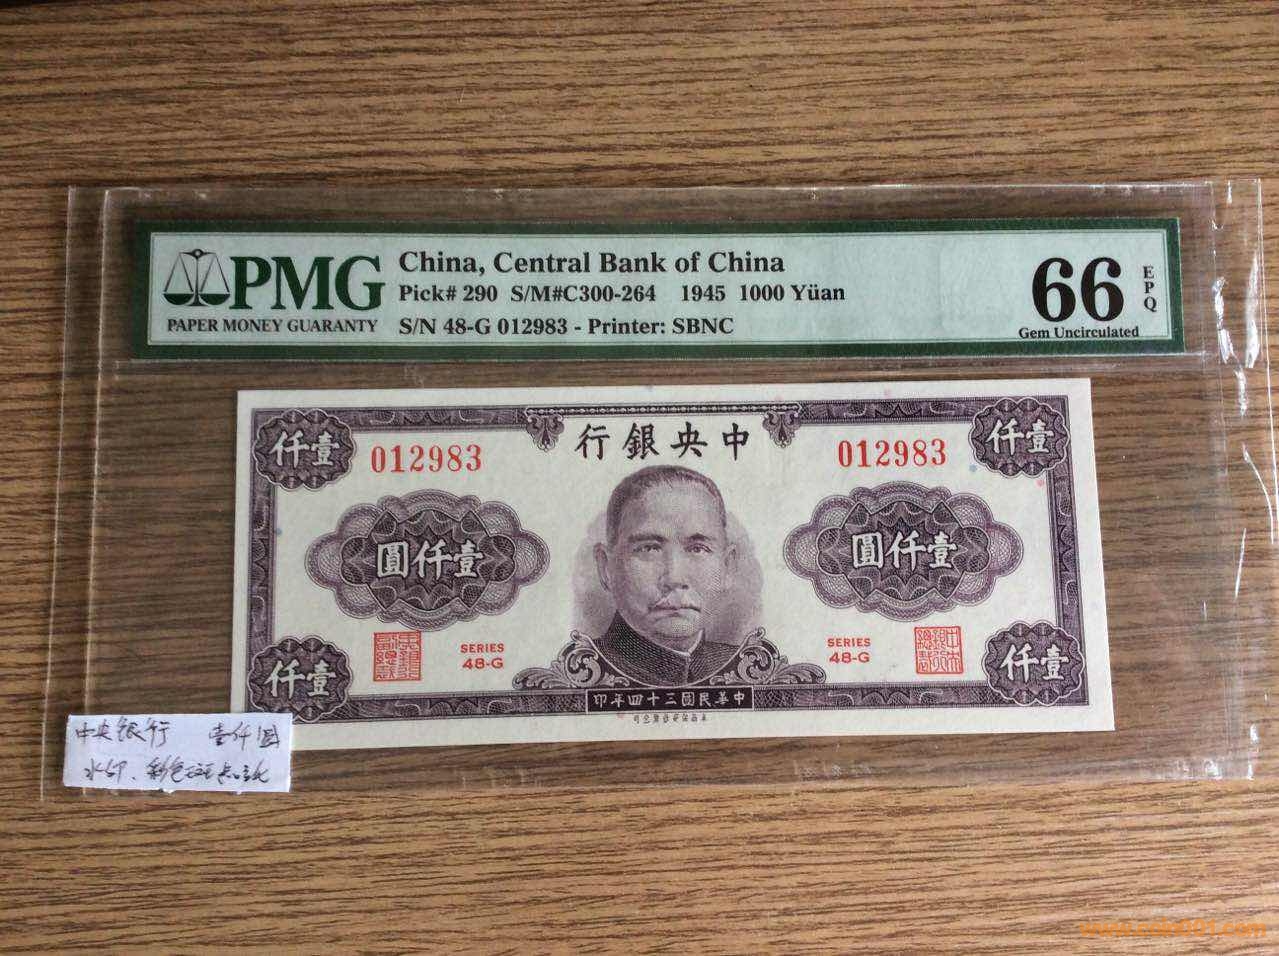 PMG
PAPER MONEY GUARANTY
China, Central Bank of China
Pick# 290 S/M#C300-264 1945 1000 Yüan
S/N 48-G 012983 - Printer: SBNC
66
EPQ
Gem Uncirculated
仟壹
012983
行銀央中
012983
仟壹
圓仟壹
圓仟壹
SERIES
48-G
SERIES
48-G
仟壹
印年四十三國民華中
仟壹
中央银行 壹仟圆
水印、彩色斑点